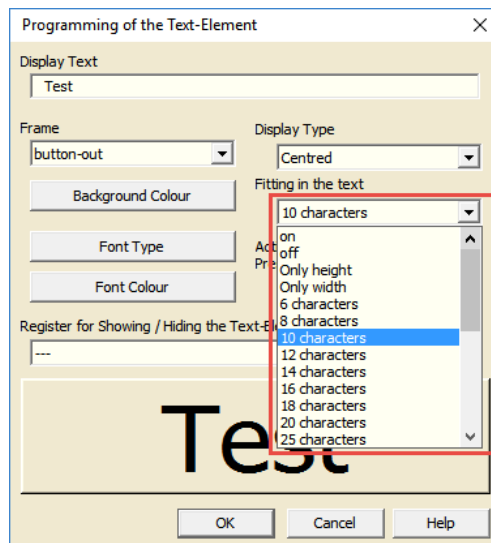 Programming of the Text-Element
Display Text
Test
Frame
button-out
Background Colour
Font Type
Font Colour
Display Type
Centred
Fitting in the text
10 characters
on
off
Only height
Only width
6 characters
8 characters
10 characters
12 characters
14 characters
16 characters
18 characters
20 characters
25 characters
Register for Showing / Hiding the
---
Test
OK
Cancel
Help